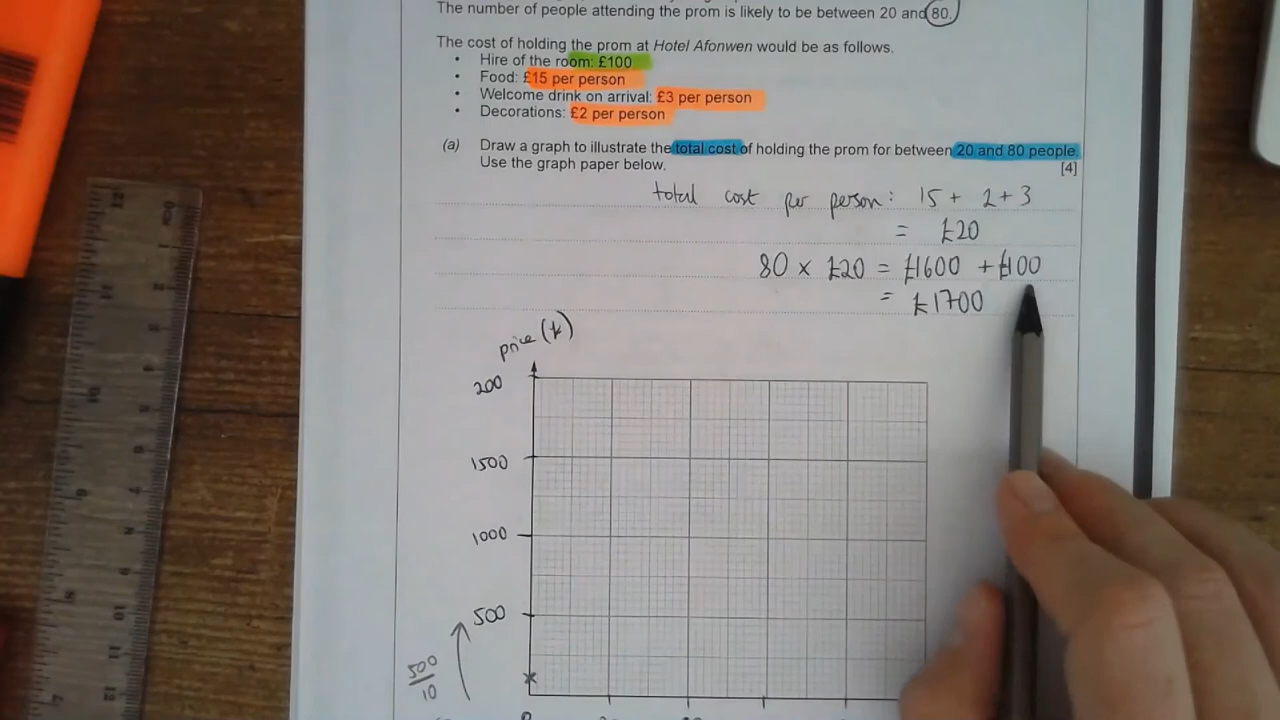 The number of people attending the prom is likely to be between 20 and 80.
The cost of holding the prom at Hotel Afonwen would be as follows.
• Hire of the room: £100
• Food: £15 per person
• Welcome drink on arrival: £3 per person
• Decorations: £2 per person
(a) Draw a graph to illustrate the total cost of holding the prom for between 20 and 80 people.
Use the graph paper below.
[4]
total cost per person: 15 + 2 + 3
= £20
80 × £20 = £1600 + £100
= £1700
price (£)
200
1500
1000
500
500
10